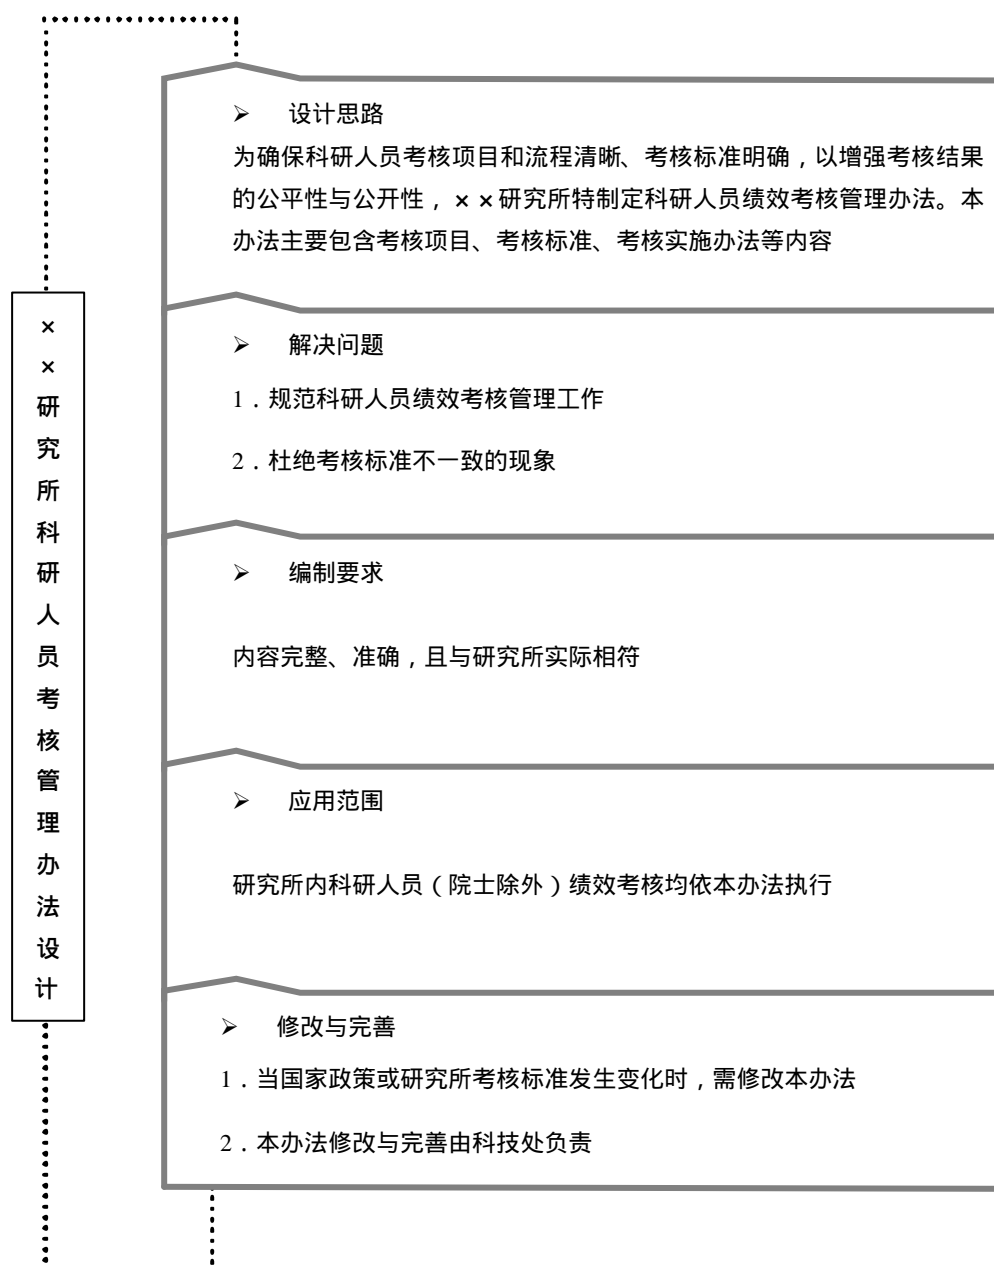 ××研究所科研人员考核管理办法设计
➢ 设计思路
为确保科研人员考核项目和流程清晰、考核标准明确，以增强考核结果
的公平性与公开性，××研究所特制定科研人员绩效考核管理办法。本
办法主要包含考核项目、考核标准、考核实施办法等内容
➢ 解决问题
1．规范科研人员绩效考核管理工作
2．杜绝考核标准不一致的现象
➢ 编制要求
内容完整、准确，且与研究所实际相符
➢ 应用范围
研究所内科研人员（院士除外）绩效考核均依本办法执行
➢ 修改与完善
1．当国家政策或研究所考核标准发生变化时，需修改本办法
2．本办法修改与完善由科技处负责